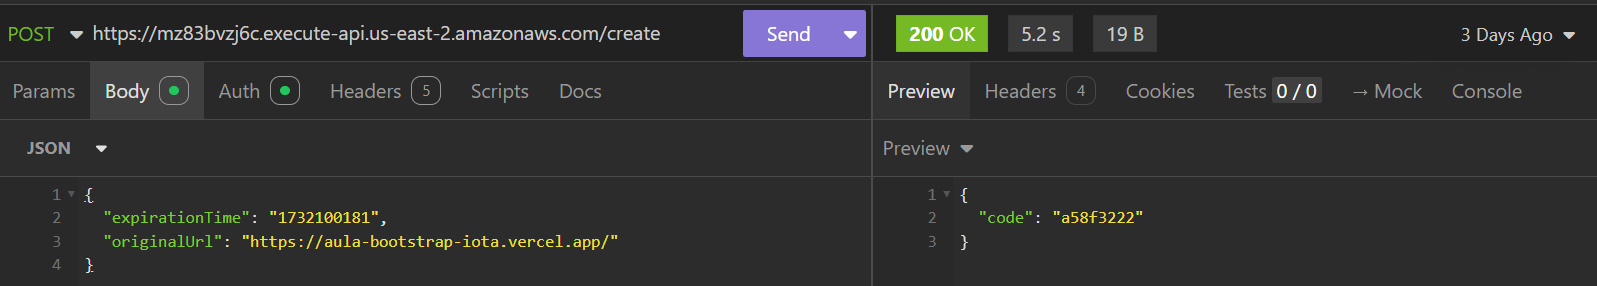 POST https://mz83bvzj6c.execute-api.us-east-2.amazonaws.com/create Send
200 OK 5.2 s 19 B 3 Days Ago
Params Body Auth Headers 5 Scripts Docs
Preview Headers 4 Cookies Tests 0 / 0 → Mock Console
JSON
Preview
1 {
2 "expirationTime": "1732100181",
3 "originalUrl": "https://aula-bootstrap-iota.vercel.app/"
4 }
1 {
2 "code": "a58f3222"
3 }